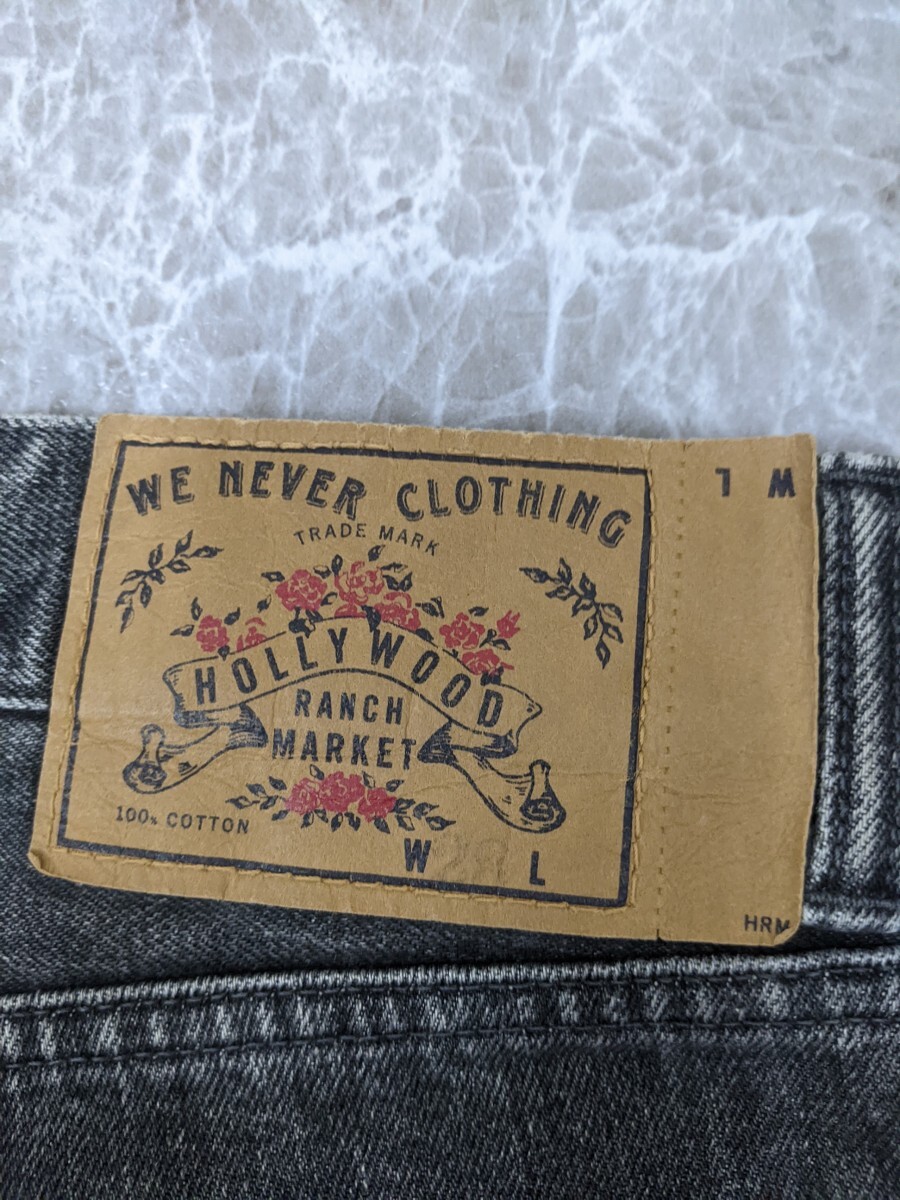 WE NEVER CLOTHING
TRADE MARK
HOLLYWOOD
RANCH
MARKET
100% COTTON
W L
W L
HRM